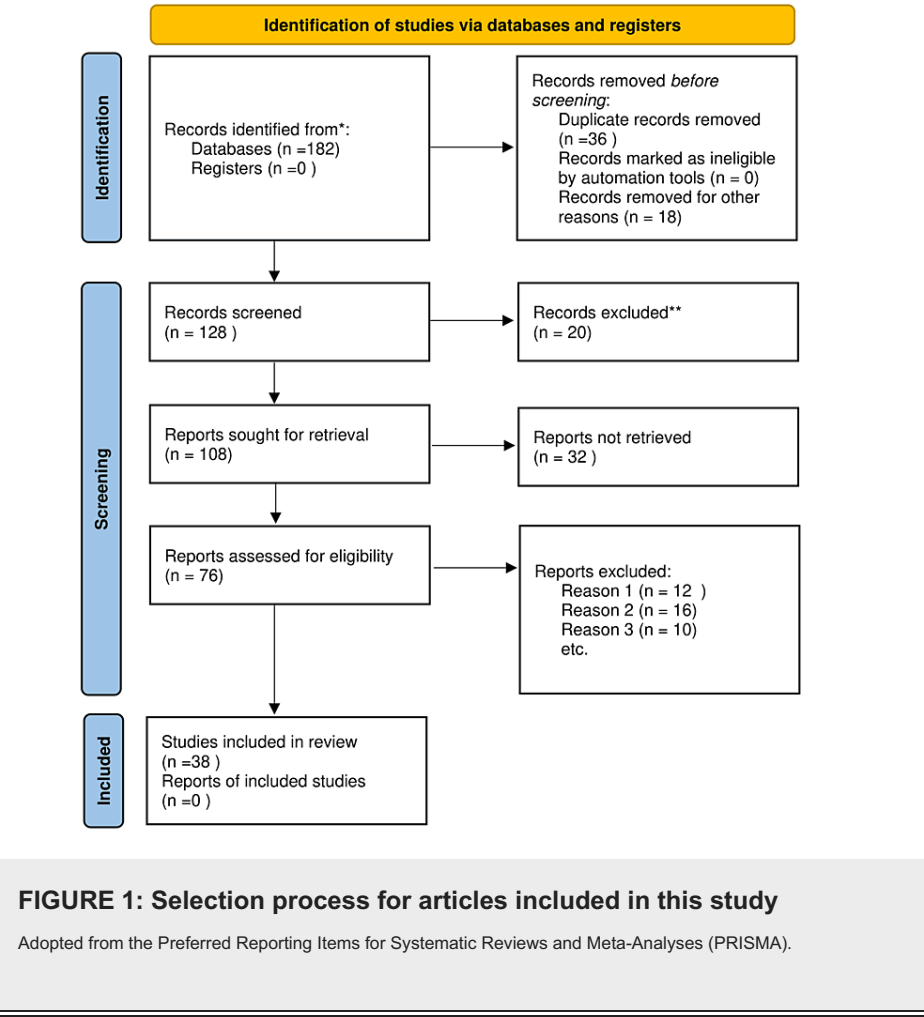 Identification of studies via databases and registers
Identification
Records identified from*:
Databases (n =182)
Registers (n =0 )
Records removed before
screening:
Duplicate records removed
(n =36 )
Records marked as ineligible
by automation tools (n = 0)
Records removed for other
reasons (n = 18)
Screening
Records screened
(n = 128 )
Records excluded**
(n = 20)
Reports sought for retrieval
(n = 108)
Reports not retrieved
(n = 32 )
Reports assessed for eligibility
(n = 76)
Reports excluded:
Reason 1 (n = 12  )
Reason 2 (n = 16)
Reason 3 (n = 10)
etc.
Included
Studies included in review
(n =38 )
Reports of included studies
(n =0 )
FIGURE 1: Selection process for articles included in this study
Adopted from the Preferred Reporting Items for Systematic Reviews and Meta-Analyses (PRISMA).